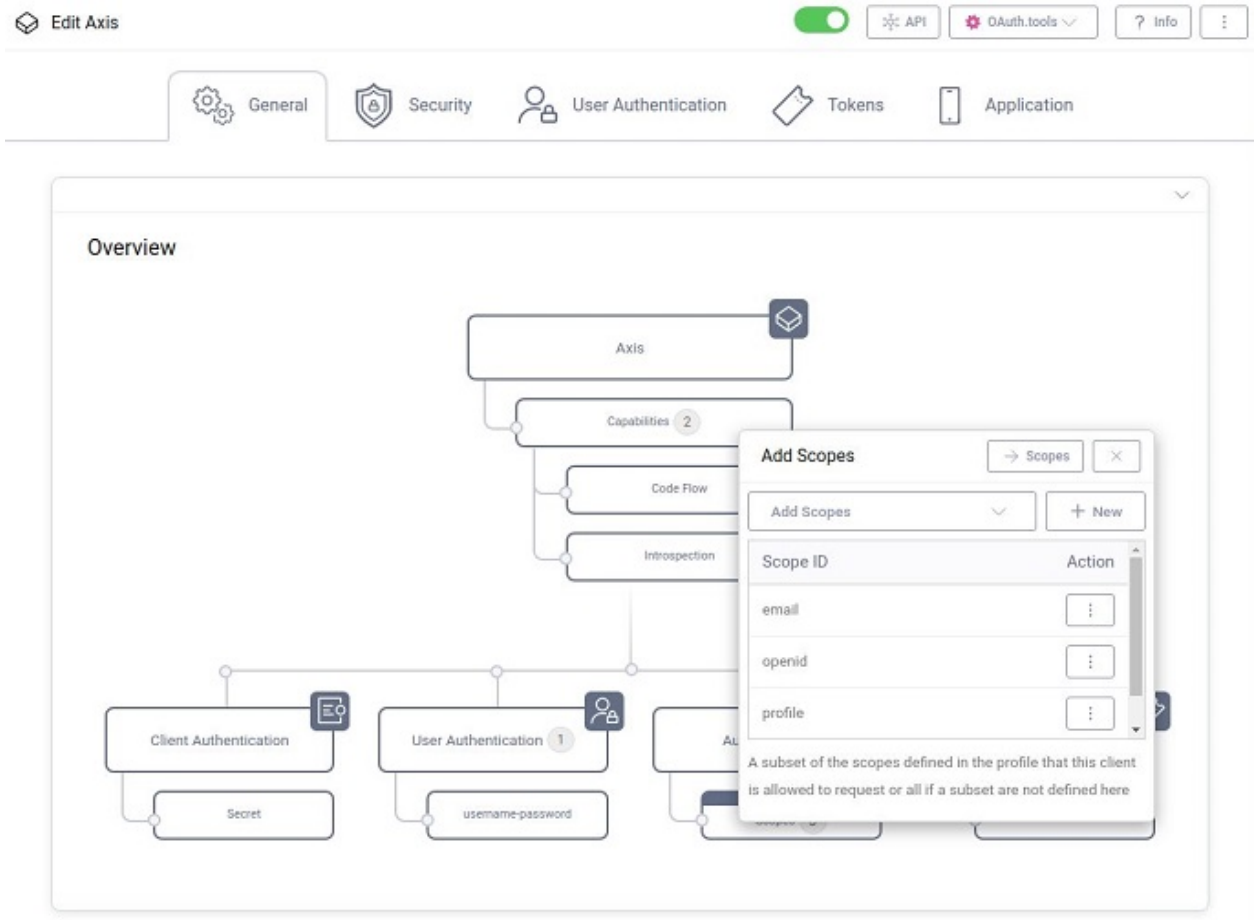 Edit Axis
API
OAuth.tools
? Info
General
Security
User Authentication
Tokens
Application
Overview
Axis
Capabilities 2
Code Flow
Introspection
Add Scopes
Scopes
Add Scopes
+ New
Scope ID Action
email
openid
profile
A subset of the scopes defined in the profile that this client
is allowed to request or all if a subset are not defined here
Client Authentication
User Authentication 1
Au
Secret
username-password